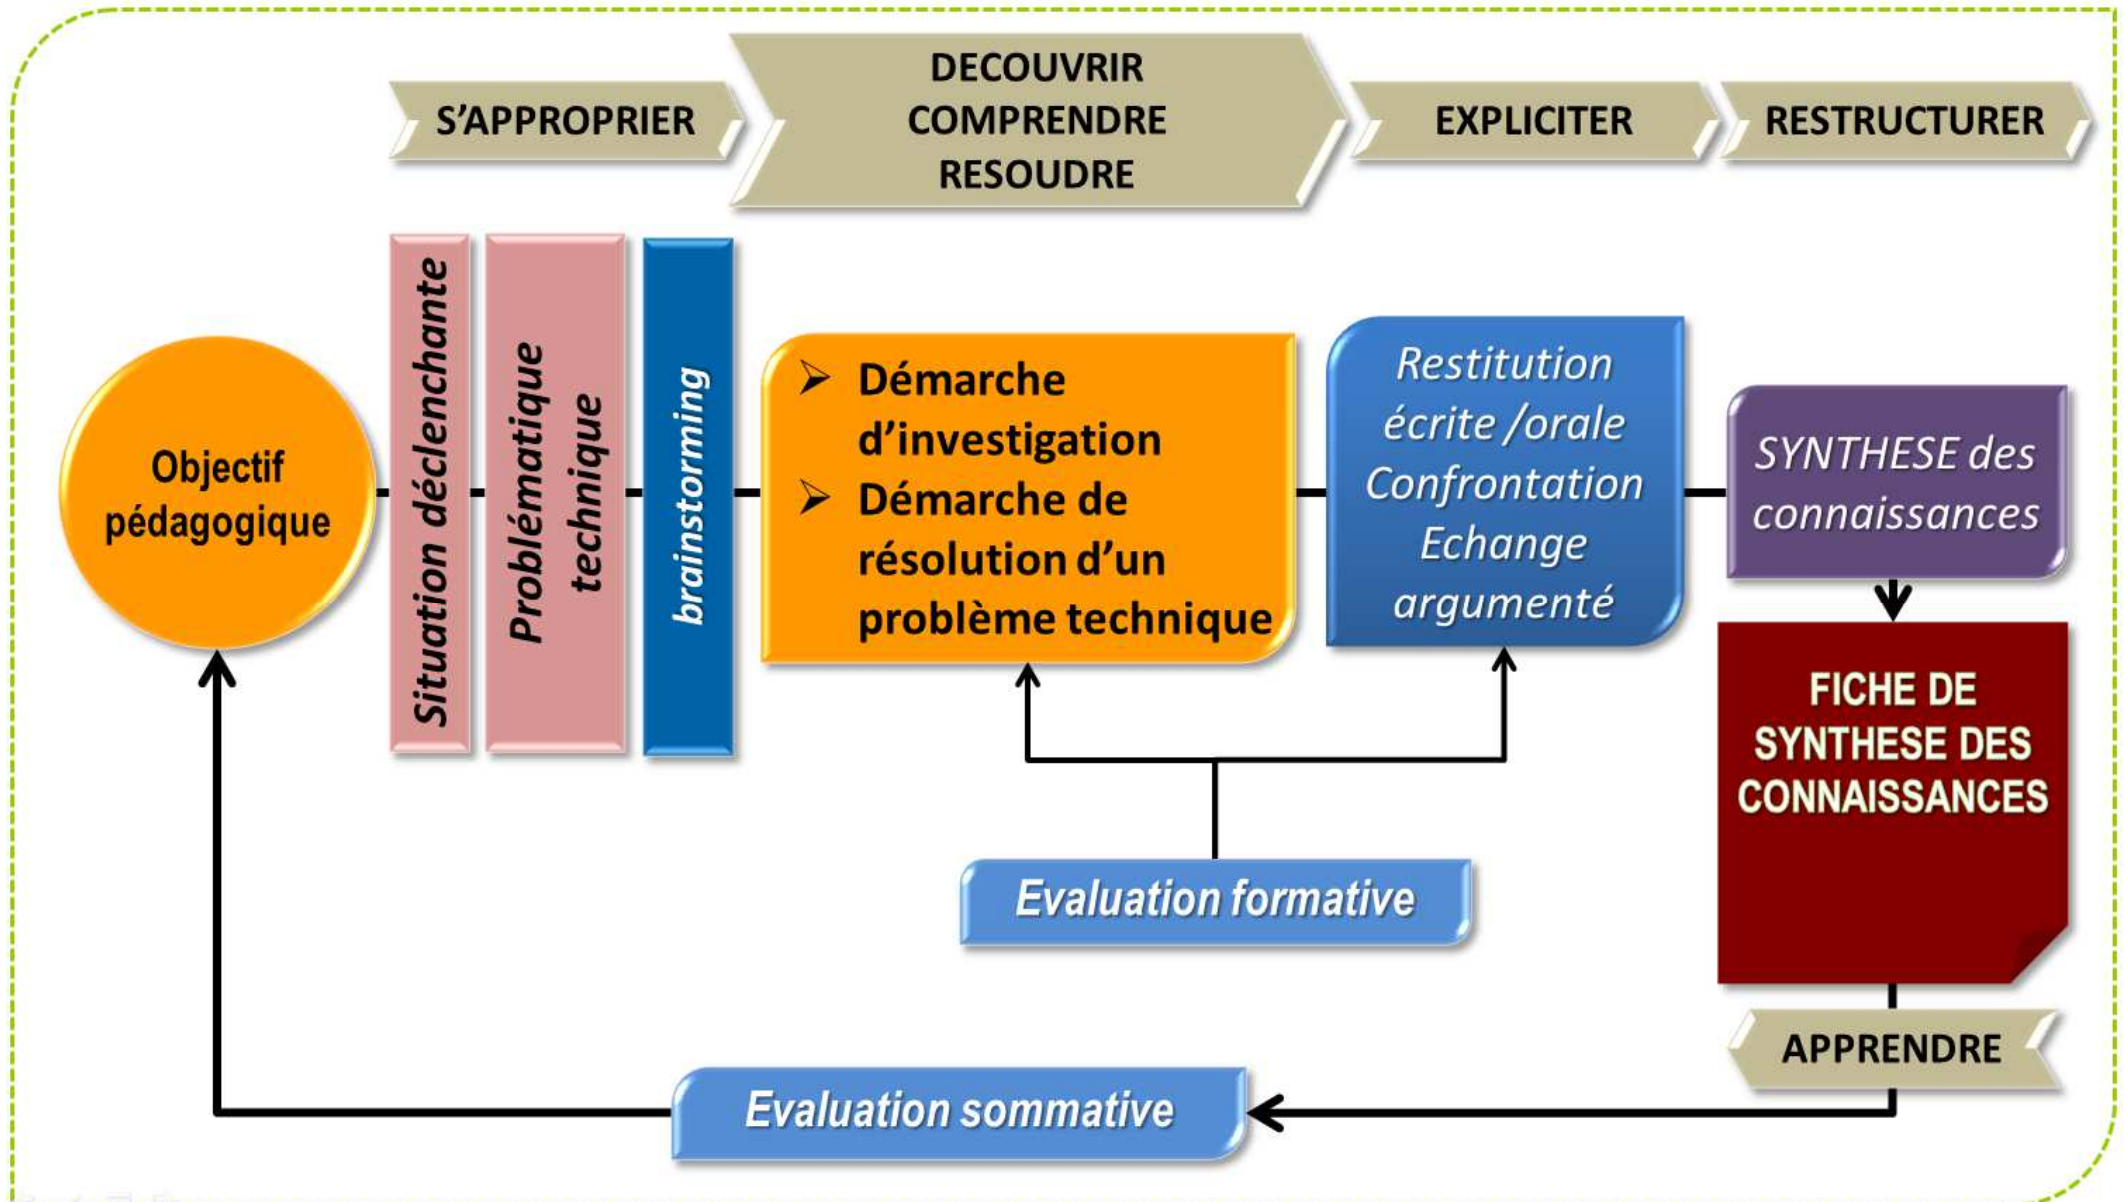 S'APPROPRIER
DECOUVRIR
COMPRENDRE
RESOUDRE
EXPLICITER
RESTRUCTURER
Objectif
pédagogique
Situation déclenchante
Problématique
technique
brainstorming
➢ Démarche
d'investigation
➢ Démarche de
résolution d'un
problème technique
Restitution
écrite /orale
Confrontation
Echange
argumenté
SYNTHESE des
connaissances
FICHE DE
SYNTHESE DES
CONNAISSANCES
Evaluation formative
APPRENDRE
Evaluation sommative